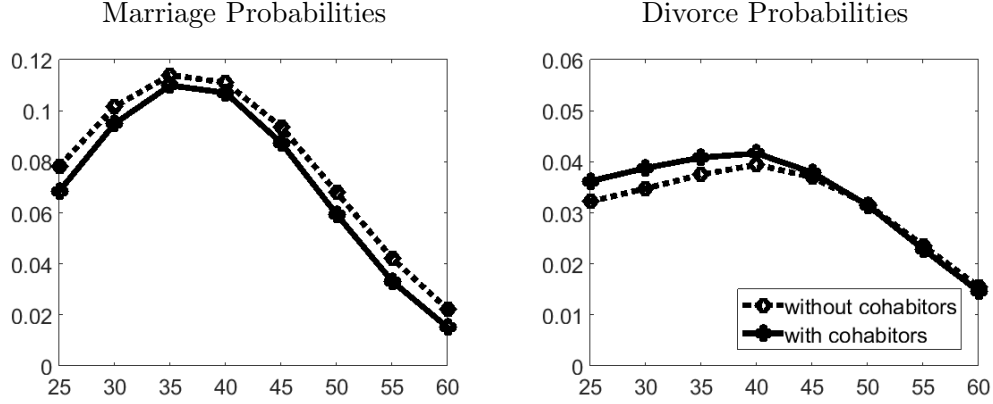 Marriage Probabilities
0.12
0.1
0.08
0.06
0.04
0.02
0
25 30 35 40 45 50 55 60
Divorce Probabilities
0.06
0.05
0.04
0.03
0.02
0.01
0
without cohabitors
with cohabitors
25 30 35 40 45 50 55 60